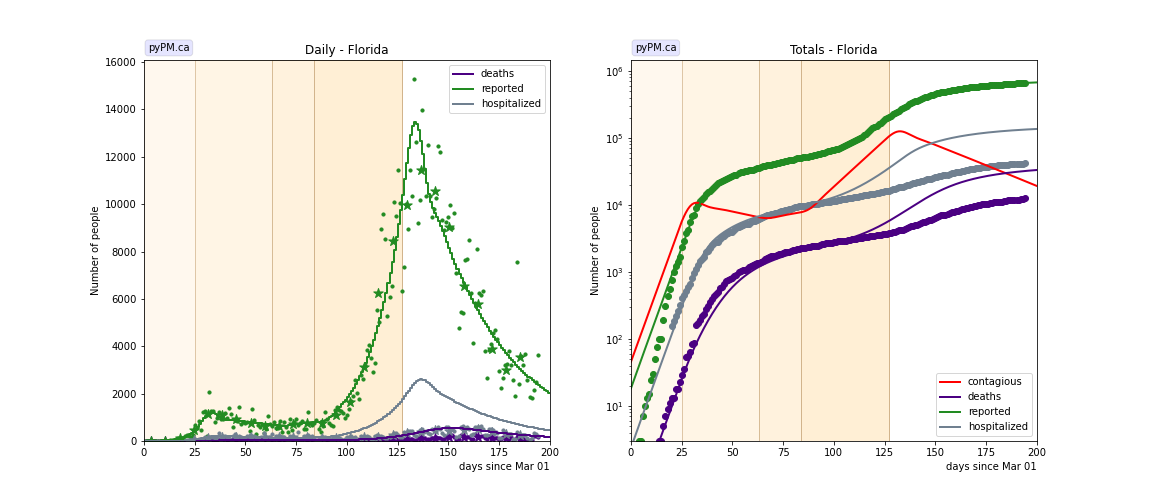 pyPM.ca
Daily - Florida
Number of people
16000
14000
12000
10000
8000
6000
4000
2000
0
0 25 50 75 100 125 150 175 200
days since Mar 01
deaths
reported
hospitalized
pyPM.ca
Totals - Florida
Number of people
10⁶
10⁵
10⁴
10³
10²
10¹
0 25 50 75 100 125 150 175 200
days since Mar 01
contagious
deaths
reported
hospitalized